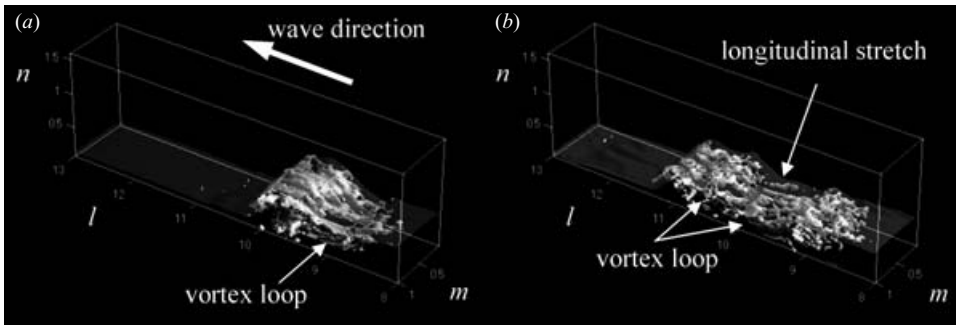 (a)
wave direction
n
1.5
1
0.5
13
12
11
10
9
8
1
0.5
l
m
vortex loop
(b)
longitudinal stretch
n
1.5
1
0.5
13
12
11
10
9
8
1
0.5
l
m
vortex loop